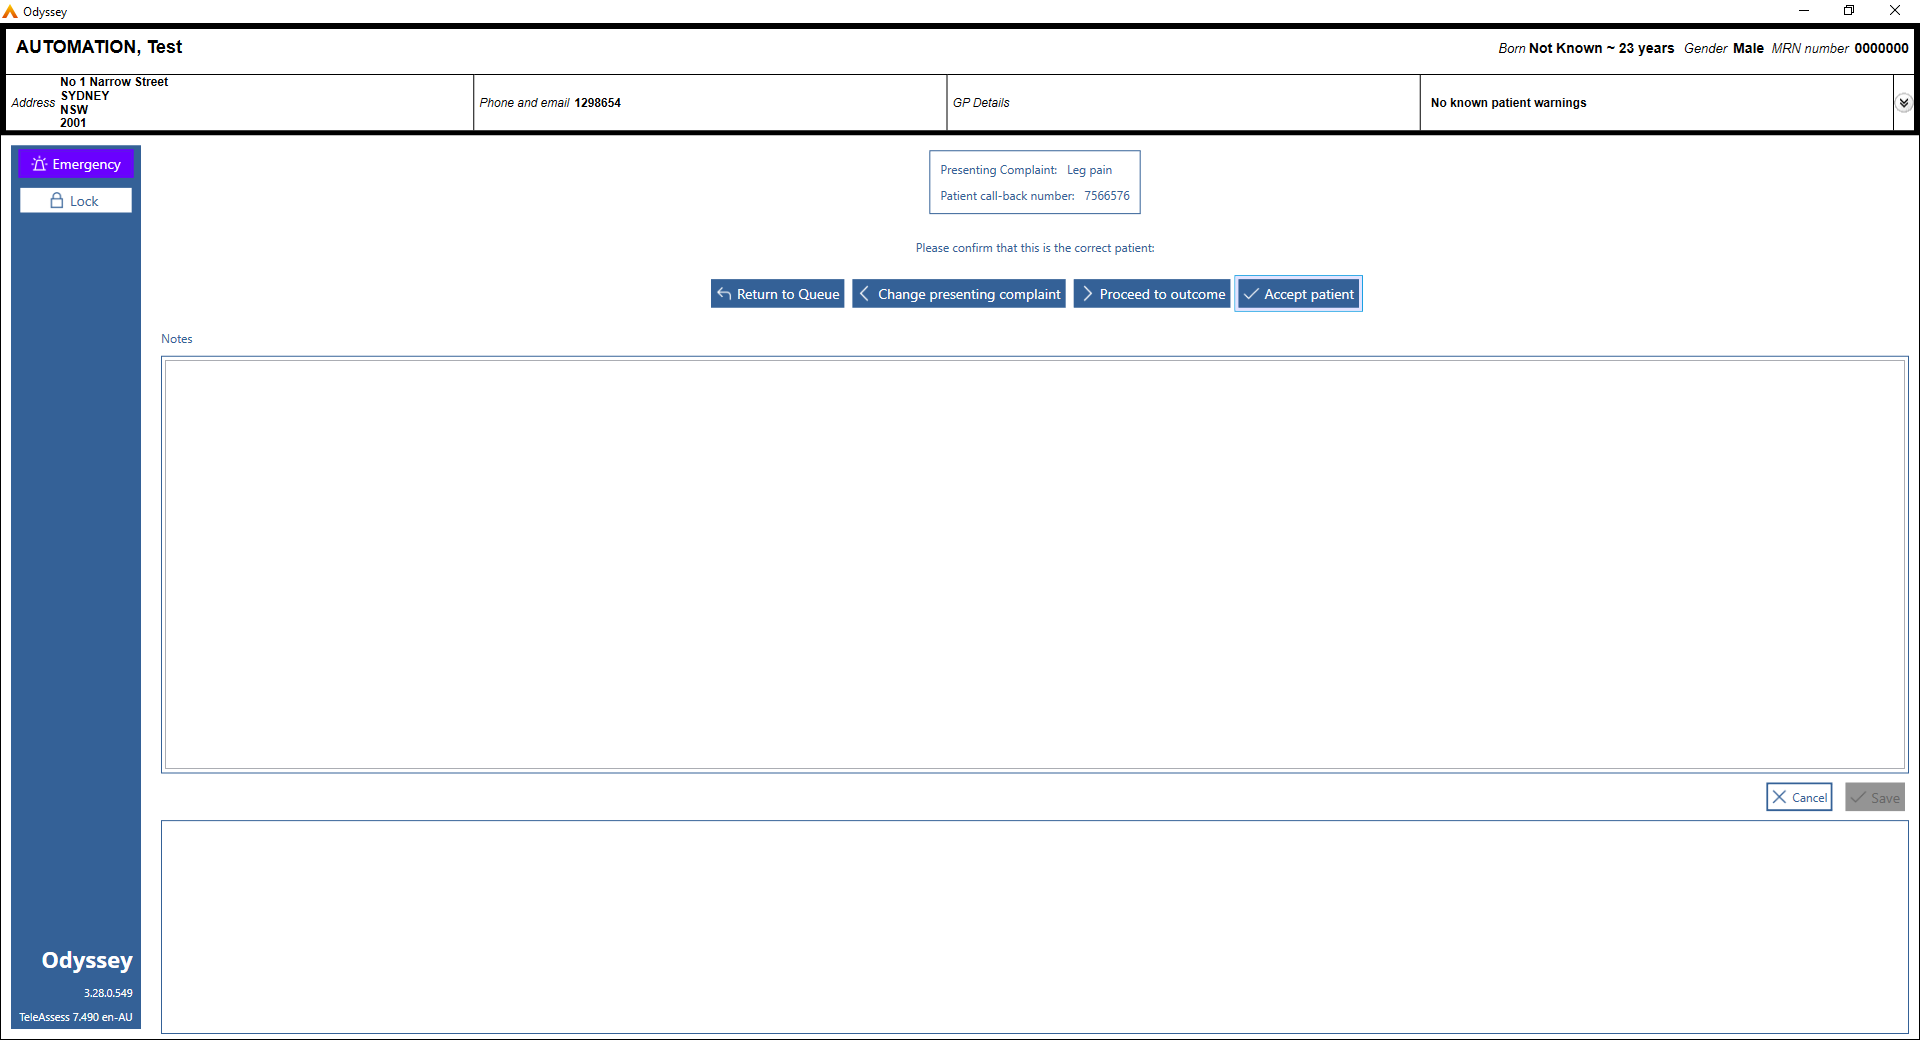 Odyssey
AUTOMATION, Test
Born Not Known ~ 23 years Gender Male MRN number 0000000
Address
No 1 Narrow Street
SYDNEY
NSW
2001
Phone and email 1298654
GP Details
No known patient warnings
Emergency
Lock
Presenting Complaint: Leg pain
Patient call-back number: 7566576
Please confirm that this is the correct patient:
Return to Queue
Change presenting complaint
Proceed to outcome
Accept patient
Notes
Cancel
Save
Odyssey
3.28.0.549
TeleAssess 7.490 en-AU